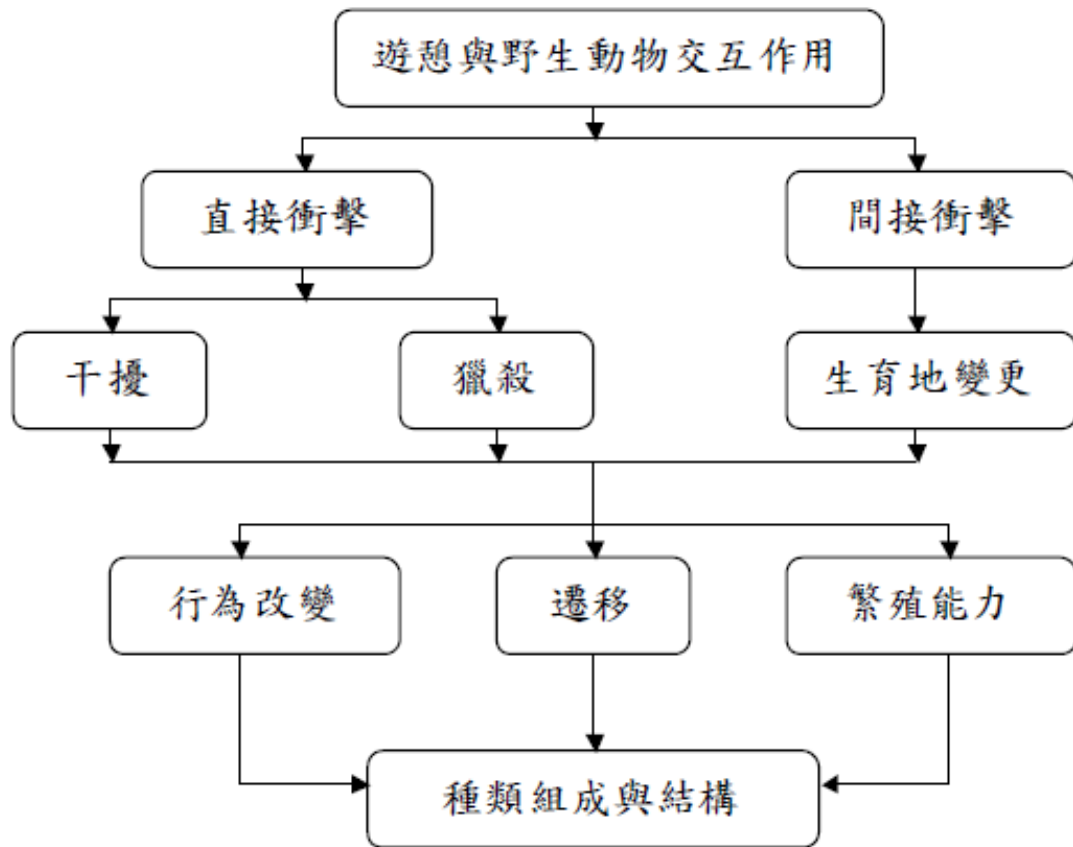 遊憩與野生動物交互作用
直接衝擊
間接衝擊
干擾
獵殺
生育地變更
行為改變
遷移
繁殖能力
種類組成與結構